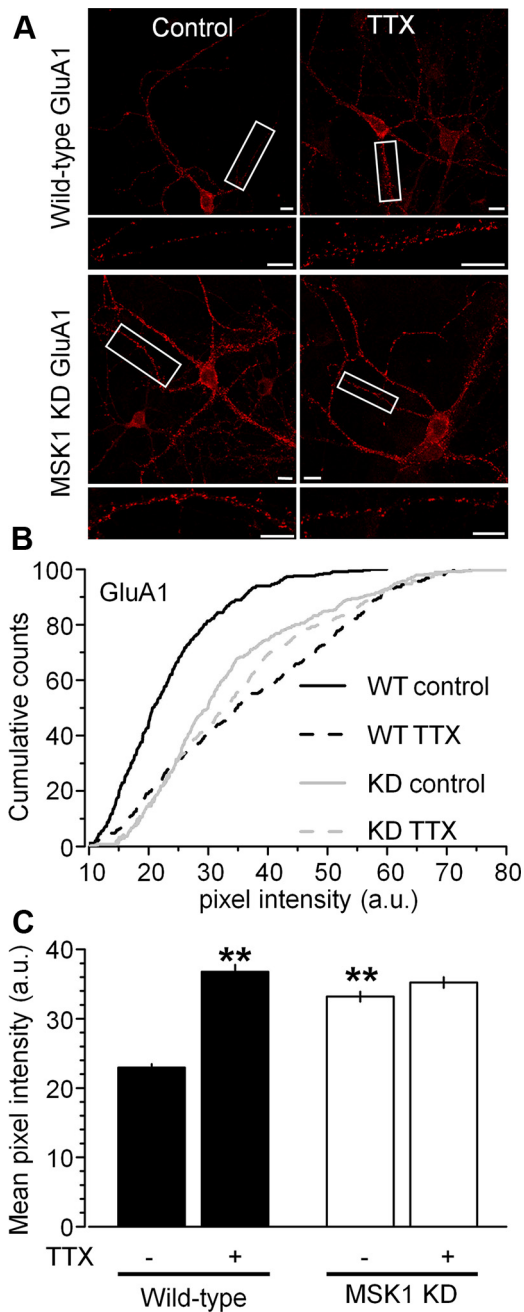 A
Control
TTX
Wild-type GluA1
MSK1 KD GluA1
B
100
80
60
40
20
0
Cumulative counts
GluA1
WT control
WT TTX
KD control
KD TTX
10 20 30 40 50 60 70 80
pixel intensity (a.u.)
C
40
30
20
10
0
Mean pixel intensity (a.u.)
** **
TTX - + - +
Wild-type MSK1 KD